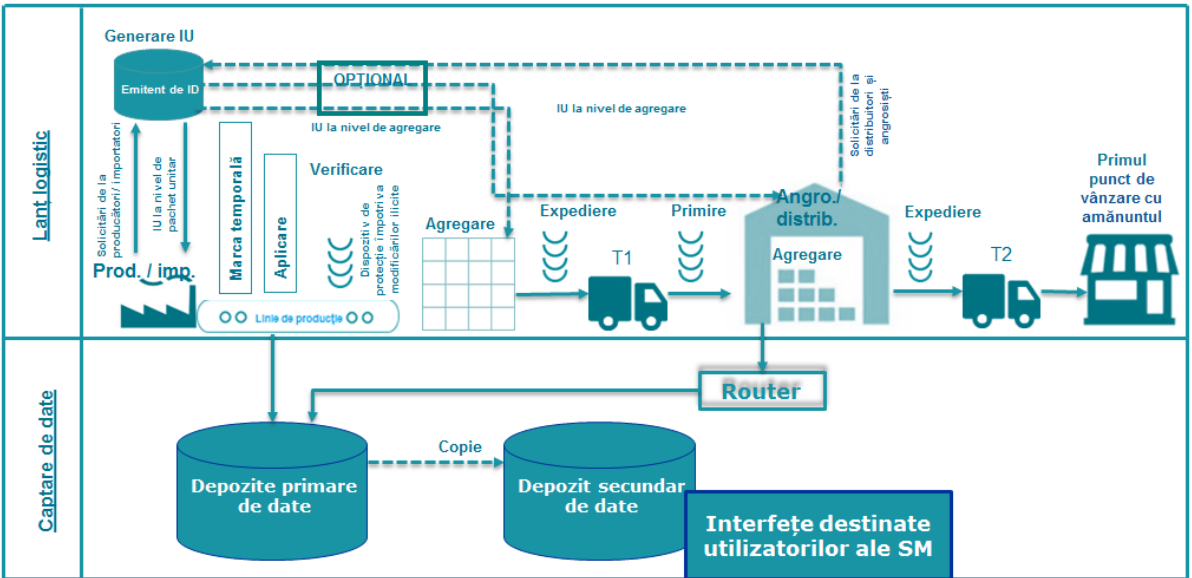 Lanț logistic
Generare IU
Emitent de ID
OPȚIONAL
IU la nivel de agregare
IU la nivel de agregare
Solicitări de la
producători/ importatori
IU la nivel de
pachet unitar
Marca temporală
Aplicare
Verificare
Dispozitiv de
protecție împotriva
modificărilor ilicite
Prod. / imp.
Linie de producție
Agregare
Expediere
T1
Primire
Solicitări de la
distribuitori și
angrosiști
Angro./
distrib.
Agregare
Expediere
T2
Primul
punct de
vânzare cu
amănuntul
Captare de date
Router
Depozite primare
de date
Copie
Depozit secundar
de date
Interfețe destinate
utilizatorilor ale SM